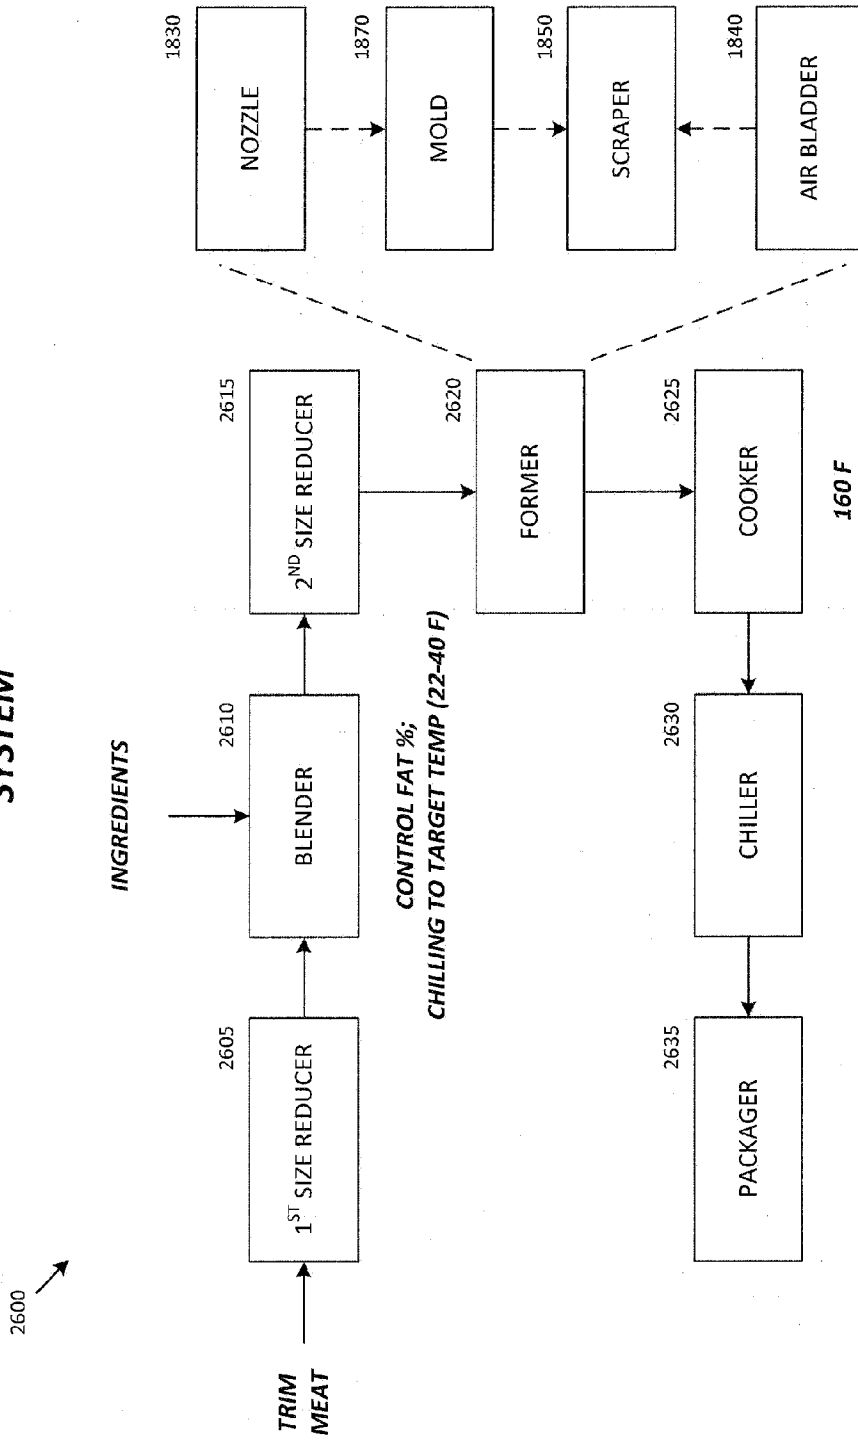 SYSTEM
2600
INGREDIENTS
TRIM
MEAT
2605
1ST SIZE REDUCER
2610
BLENDER
2615
2ND SIZE REDUCER
CONTROL FAT %;
CHILLING TO TARGET TEMP (22-40 F)
2620
FORMER
1830
NOZZLE
1870
MOLD
1850
SCRAPER
1840
AIR BLADDER
2635
PACKAGER
2630
CHILLER
2625
COOKER
160 F